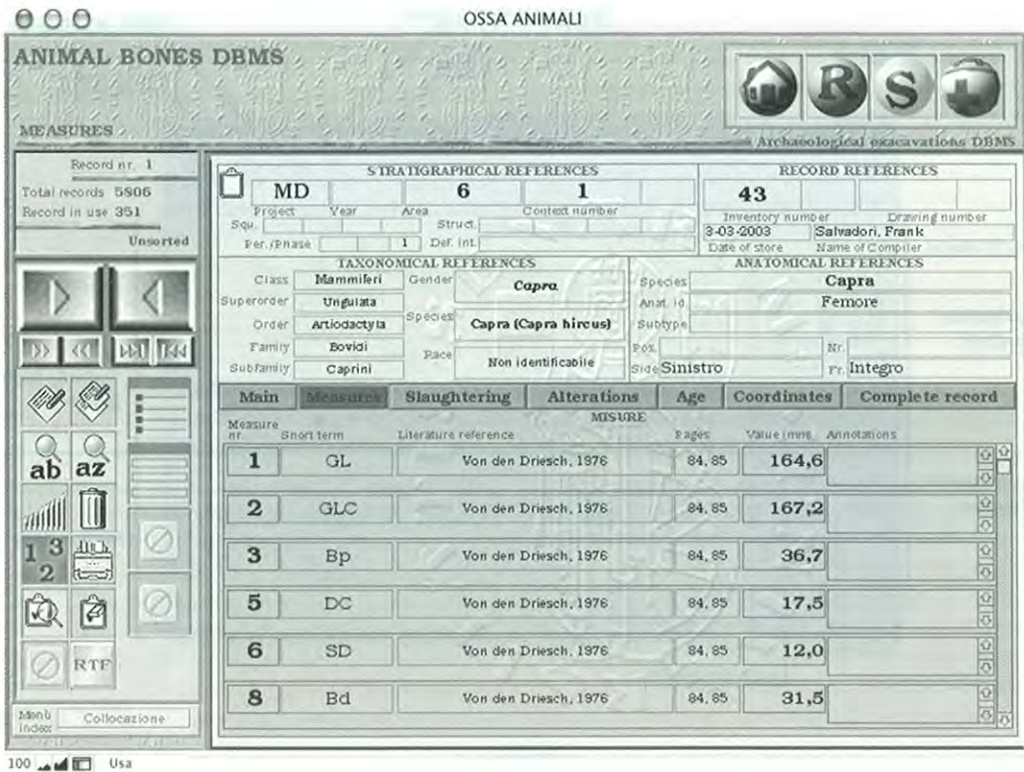 OSSA ANIMALI
ANIMAL BONES DBMS
MEASURES
R S
Archaeological exacavations DBMS
Record nr. 1
Total records 5806
Record in use 351
Unsorted
STRATIGRAPHICAL REFERENCES
RECORD REFERENCES
MD 6 1
43
Project Year Area Context number
Inventory number Drawing number
Squ. Struct.
3-03-2003 Salvadori, Frank
Per./Phase 1 Def. int.
Date of store Name of Compiler
TAXONOMICAL REFERENCES
ANATOMICAL REFERENCES
Class Mammiferi Gender Capra
Species Capra
Superorder Ungulata
Anat. id. Femore
Order Artiodactyla Species Capra (Capra hircus)
Subtype
Family Bovidi Race Non identificabile
Pos. Nr.
Subfamily Caprini
Side Sinistro Fr. Integro
Main Measures Slaughtering Alterations Age Coordinates Complete record
MISURE
Measure nr. Short term Literature reference Pages Value (mm) Annotations
1 GL Von den Driesch, 1976 84, 85 164,6
2 GLC Von den Driesch, 1976 84, 85 167,2
3 Bp Von den Driesch, 1976 84, 85 36,7
5 DC Von den Driesch, 1976 84, 85 17,5
6 SD Von den Driesch, 1976 84, 85 12,0
8 Bd Von den Driesch, 1976 84, 85 31,5
ab az
1 3 2
RTF
Menù index: Collocazione
100 Usa